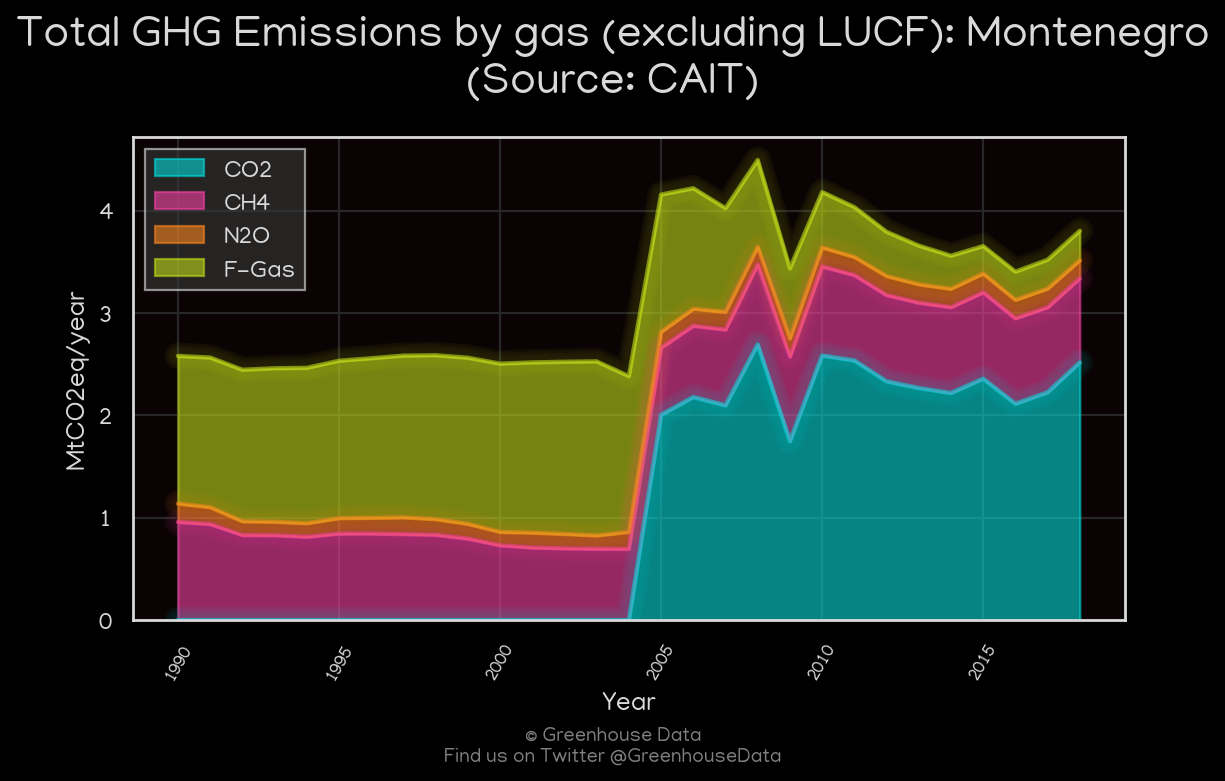 Total GHG Emissions by gas (excluding LUCF): Montenegro
(Source: CAIT)
CO2
CH4
N2O
F-Gas
MtCO2eq/year
4
3
2
1
0
1990
1995
2000
2005
2010
2015
Year
© Greenhouse Data
Find us on Twitter @GreenhouseData